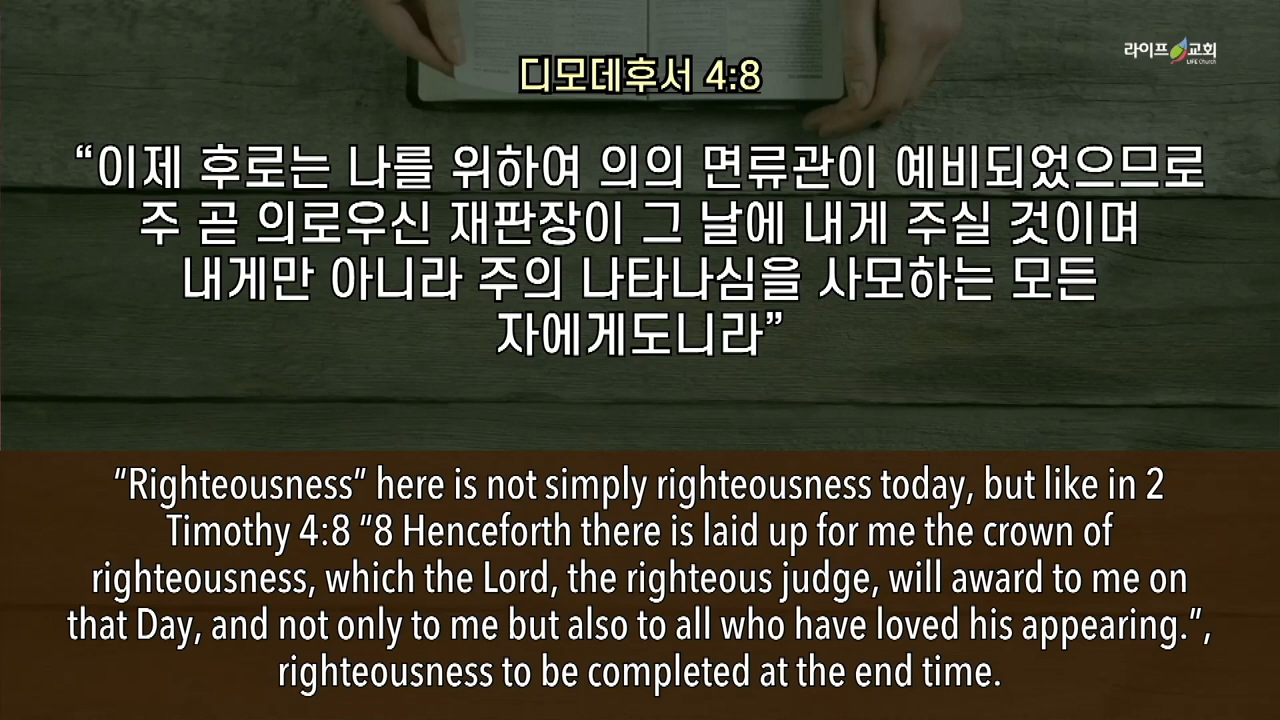 라이프 교회
LIFE Church
디모데후서 4:8
“이제 후로는 나를 위하여 의의 면류관이 예비되었으므로
주 곧 의로우신 재판장이 그 날에 내게 주실 것이며
내게만 아니라 주의 나타나심을 사모하는 모든
자에게도니라”
“Righteousness“ here is not simply righteousness today, but like in 2
Timothy 4:8 “8 Henceforth there is laid up for me the crown of
righteousness, which the Lord, the righteous judge, will award to me on
that Day, and not only to me but also to all who have loved his appearing.”,
righteousness to be completed at the end time.